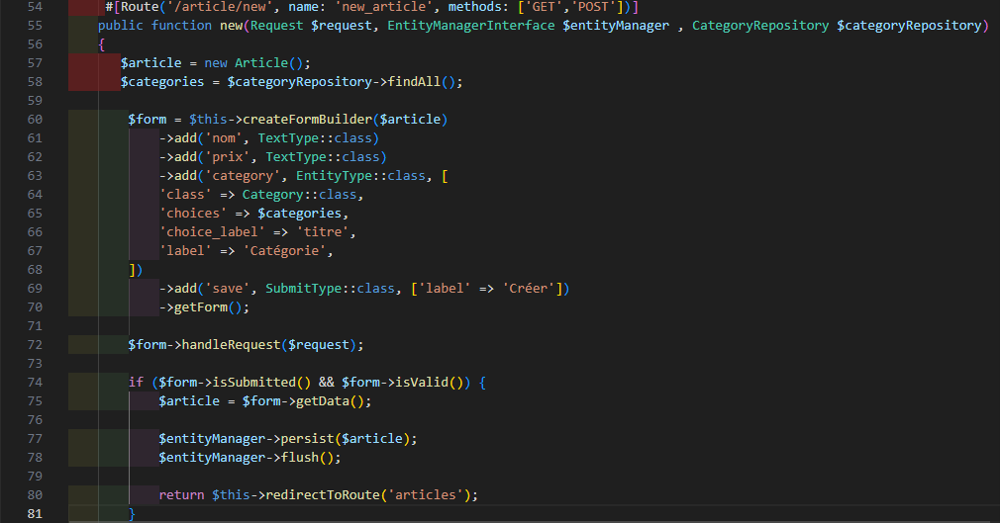 54 #[Route('/article/new', name: 'new_article', methods: ['GET','POST'])]
55 public function new(Request $request, EntityManagerInterface $entityManager , CategoryRepository $categoryRepository)
56 {
57 $article = new Article();
58 $categories = $categoryRepository->findAll();
59
60 $form = $this->createFormBuilder($article)
61 ->add('nom', TextType::class)
62 ->add('prix', TextType::class)
63 ->add('category', EntityType::class, [
64 'class' => Category::class,
65 'choices' => $categories,
66 'choice_label' => 'titre',
67 'label' => 'Catégorie',
68 ])
69 ->add('save', SubmitType::class, ['label' => 'Créer'])
70 ->getForm();
71
72 $form->handleRequest($request);
73
74 if ($form->isSubmitted() && $form->isValid()) {
75 $article = $form->getData();
76
77 $entityManager->persist($article);
78 $entityManager->flush();
79
80 return $this->redirectToRoute('articles');
81 }